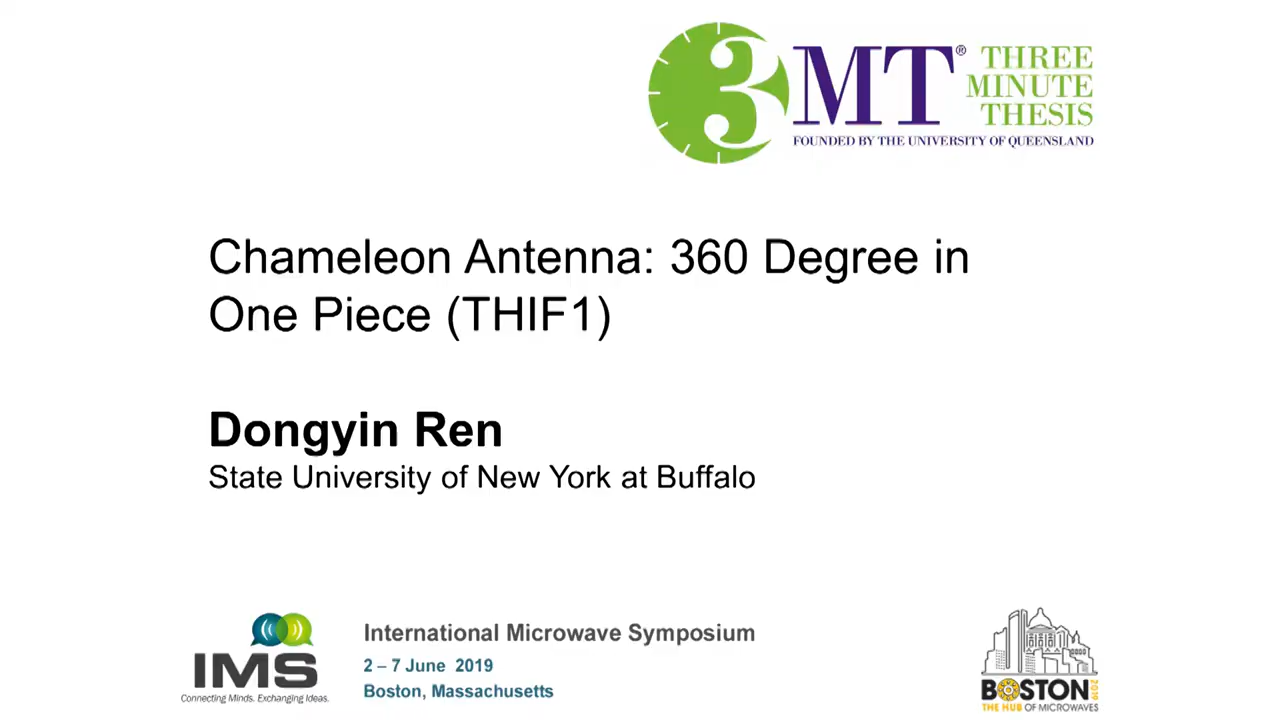 3MT® THREE
MINUTE
THESIS
FOUNDED BY THE UNIVERSITY OF QUEENSLAND
Chameleon Antenna: 360 Degree in
One Piece (THIF1)
Dongyin Ren
State University of New York at Buffalo
IMS
Connecting Minds. Exchanging Ideas.
International Microwave Symposium
2 – 7 June 2019
Boston, Massachusetts
BOSTON 2019
THE HUB OF MICROWAVES